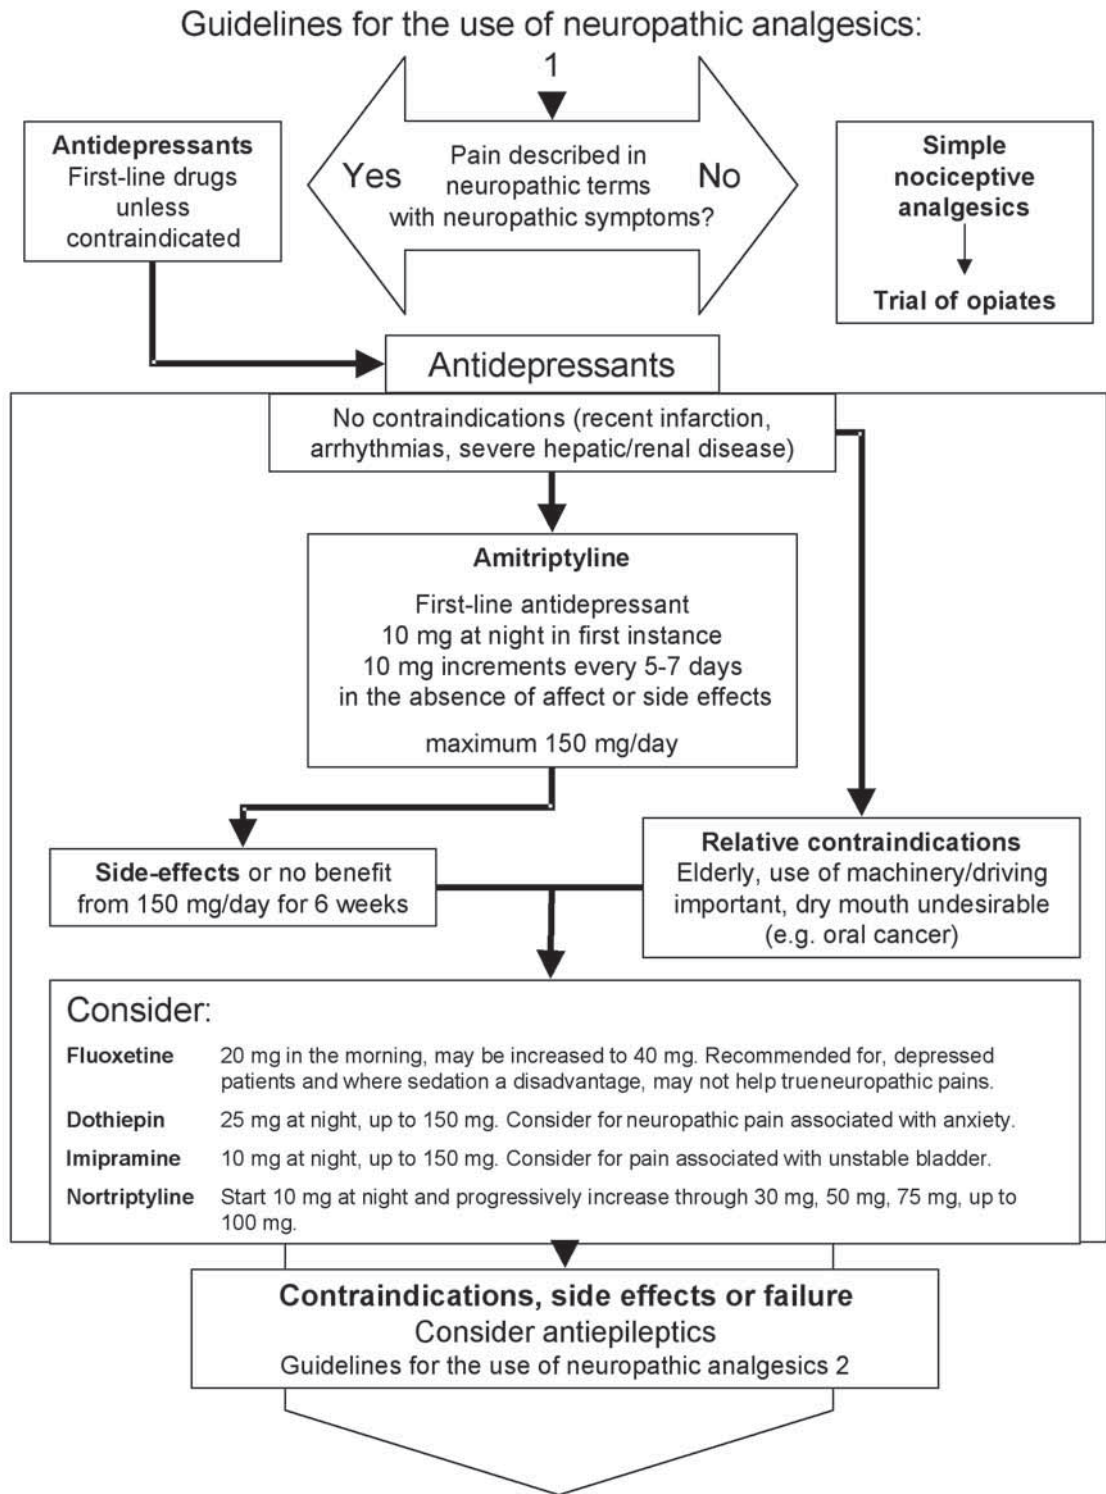 Guidelines for the use of neuropathic analgesics:
1
Antidepressants
First-line drugs
unless
contraindicated
Yes
Pain described in
neuropathic terms
with neuropathic symptoms?
No
Simple
nociceptive
analgesics
Trial of opiates
Antidepressants
No contraindications (recent infarction,
arrhythmias, severe hepatic/renal disease)
Amitriptyline
First-line antidepressant
10 mg at night in first instance
10 mg increments every 5-7 days
in the absence of affect or side effects
maximum 150 mg/day
Side-effects or no benefit
from 150 mg/day for 6 weeks
Relative contraindications
Elderly, use of machinery/driving
important, dry mouth undesirable
(e.g. oral cancer)
Consider:
Fluoxetine 20 mg in the morning, may be increased to 40 mg. Recommended for, depressed
patients and where sedation a disadvantage, may not help trueneuropathic pains.
Dothiepin 25 mg at night, up to 150 mg. Consider for neuropathic pain associated with anxiety.
Imipramine 10 mg at night, up to 150 mg. Consider for pain associated with unstable bladder.
Nortriptyline Start 10 mg at night and progressively increase through 30 mg, 50 mg, 75 mg, up to
100 mg.
Contraindications, side effects or failure
Consider antiepileptics
Guidelines for the use of neuropathic analgesics 2